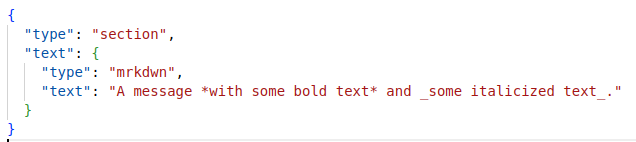 {
  "type": "section",
  "text": {
    "type": "mrkdwn",
    "text": "A message *with some bold text* and _some italicized text_."
  }
}